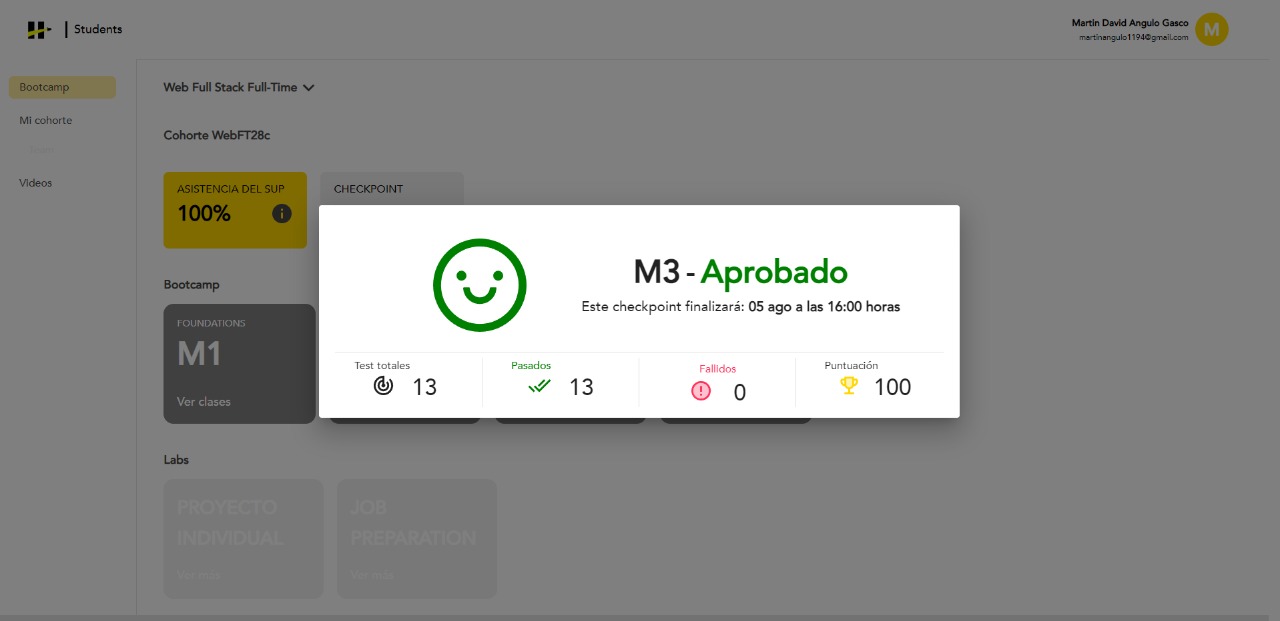 Students
Martin David Angulo Gasco
martinangulo1194@gmail.com
M
Bootcamp
Mi cohorte
Videos
Web Full Stack Full-Time
Cohorte WebFT28c
ASISTENCIA DEL SUP
100%
CHECKPOINT
M3 - Aprobado
Este checkpoint finalizará: 05 ago a las 16:00 horas
Test totales
13
Pasados
13
Fallidos
0
Puntuación
100
Bootcamp
FOUNDATIONS
M1
Ver clases
Labs
PROYECTO
INDIVIDUAL
Ver más
JOB
PREPARATION
Ver más